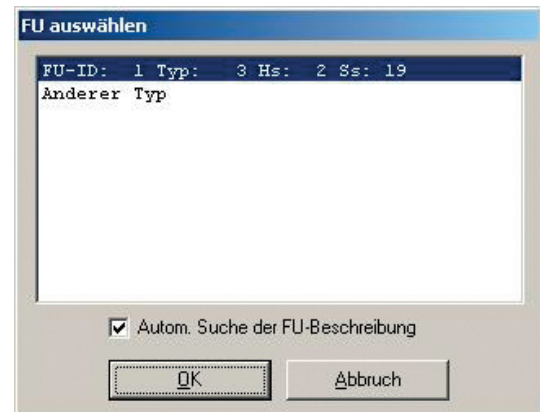 FU auswählen
FU-ID: 1 Typ: 3 Hs: 2 Ss: 19
Anderer Typ
Autom. Suche der FU-Beschreibung
OK
Abbruch